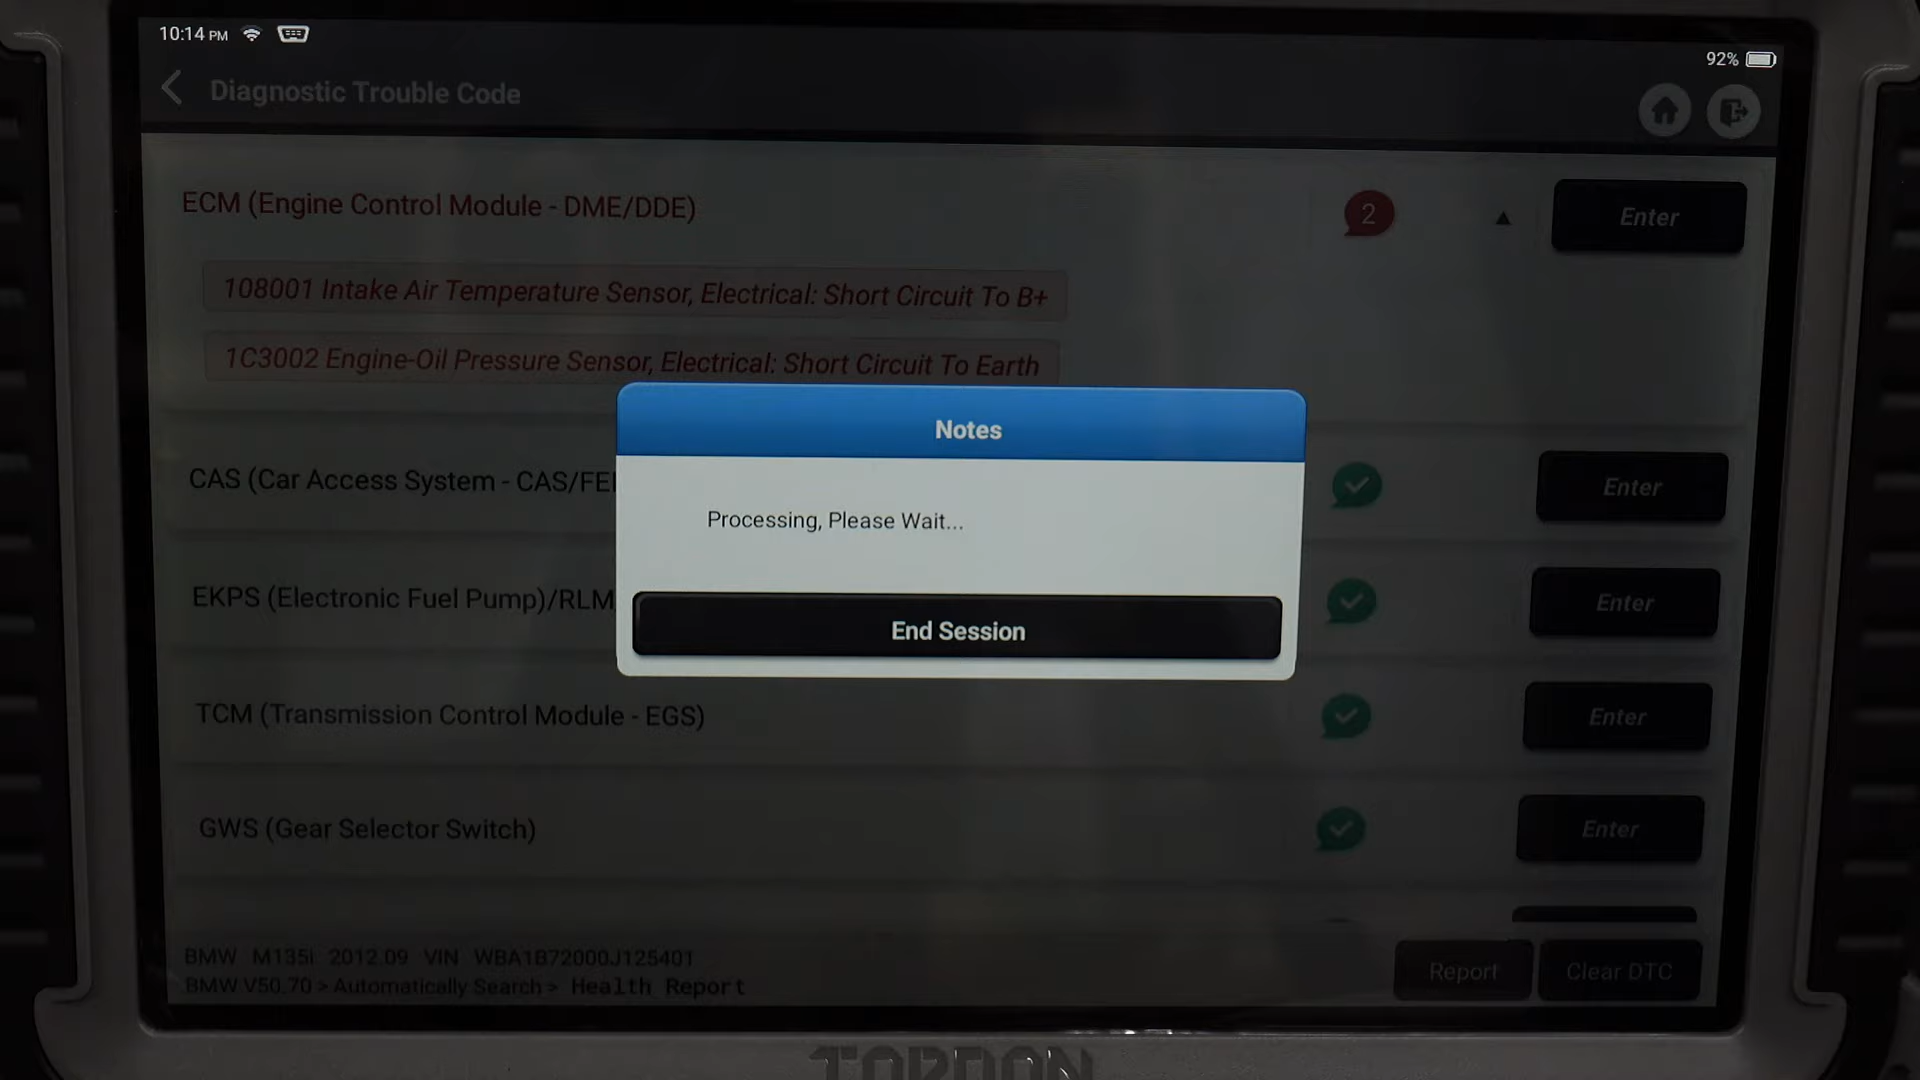 10:14 PM
92%
Diagnostic Trouble Code
ECM (Engine Control Module - DME/DDE)
2
Enter
108001 Intake Air Temperature Sensor, Electrical: Short Circuit To B+
1C3002 Engine-Oil Pressure Sensor, Electrical: Short Circuit To Earth
Notes
CAS (Car Access System - CAS/FE
Enter
Processing, Please Wait...
EKPS (Electronic Fuel Pump)/RLM
Enter
End Session
TCM (Transmission Control Module - EGS)
Enter
GWS (Gear Selector Switch)
Enter
BMW M135i 2012.09 VIN WBA1B72000J125401
BMW V50.70 > Automatically Search > Health Report
Report
Clear DTC
TOPDON